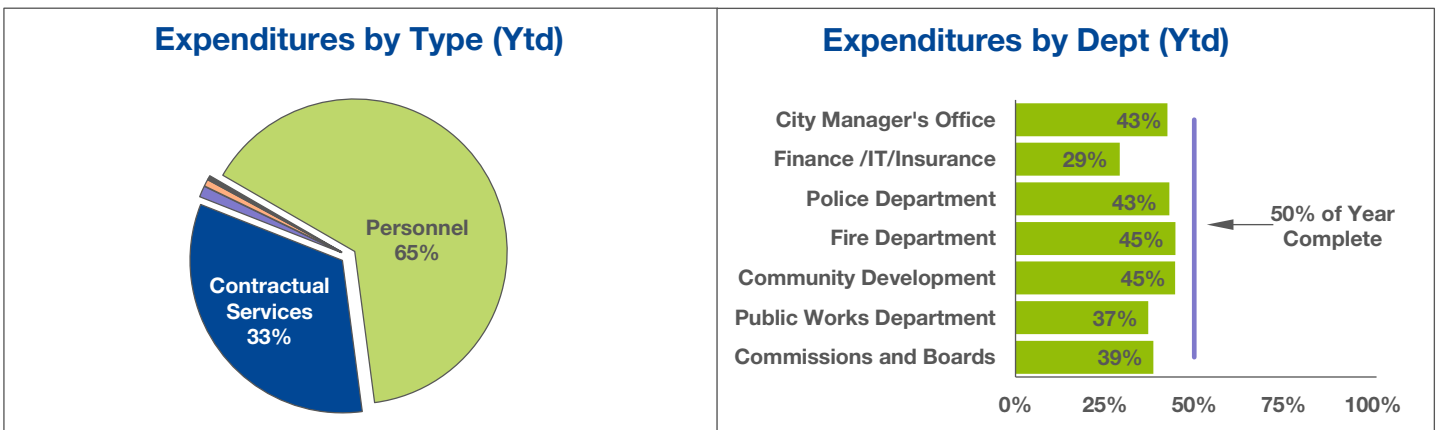 Expenditures by Type (Ytd)
Personnel
65%
Contractual
Services
33%
Expenditures by Dept (Ytd)
City Manager's Office
43%
Finance /IT/Insurance
29%
Police Department
43%
Fire Department
45%
Community Development
45%
Public Works Department
37%
Commissions and Boards
39%
50% of Year
Complete
0% 25% 50% 75% 100%